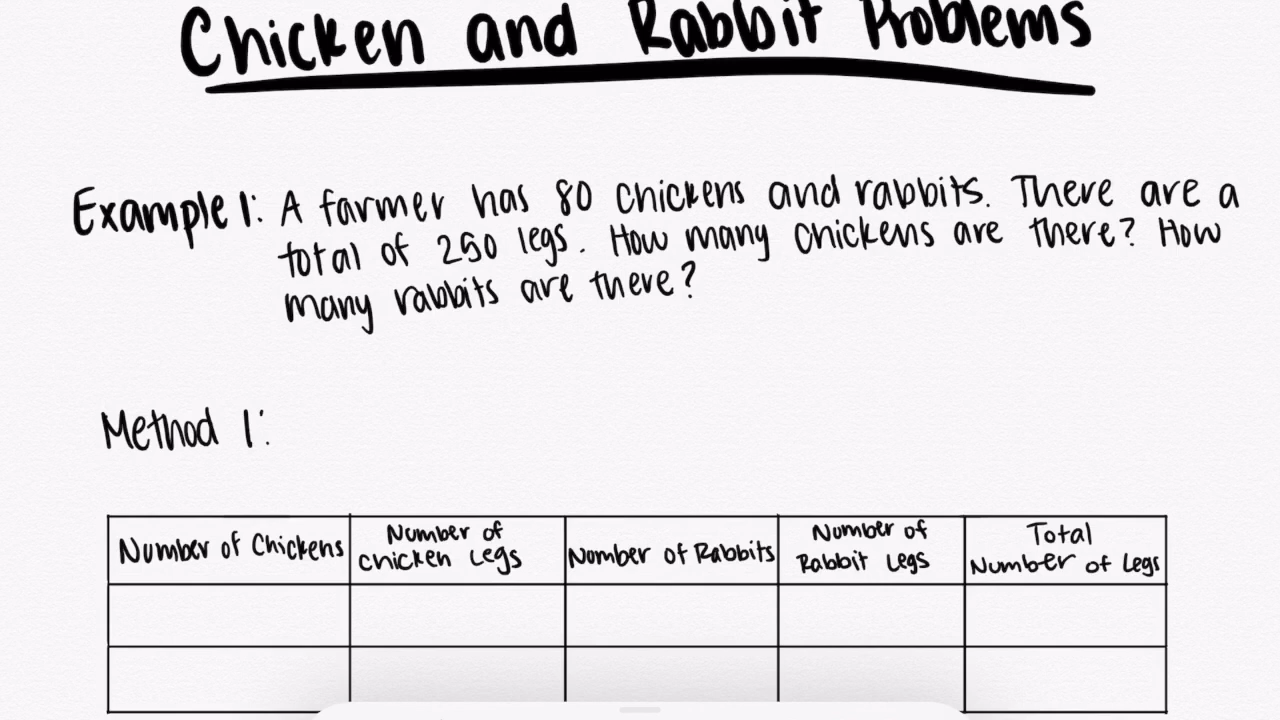 Chicken and Rabbit Problems
Example 1: A farmer has 80 chickens and rabbits. There are a
total of 250 legs. How many chickens are there? How
many rabbits are there?
Method 1:
Number of Chickens
Number of
Chicken Legs
Number of Rabbits
Number of
Rabbit Legs
Total
Number of Legs